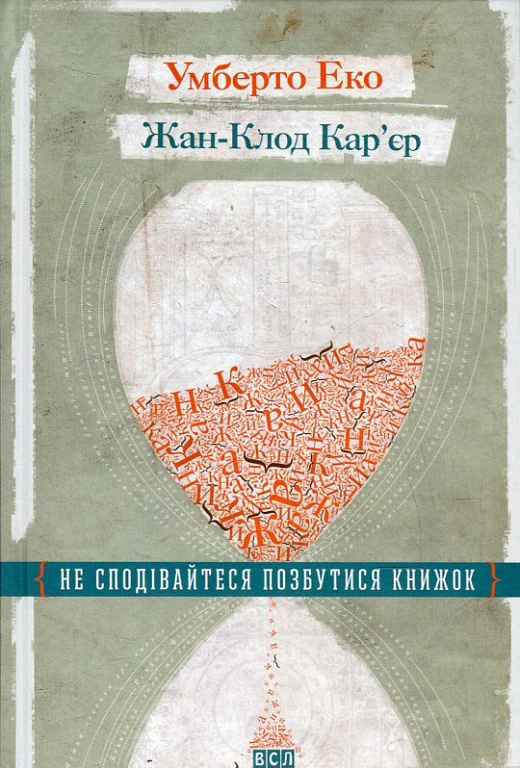 Умберто Еко
Жан-Клод Кар’єр
{ НЕ СПОДІВАЙТЕСЯ ПОЗБУТИСЯ КНИЖОК }
ВСЛ